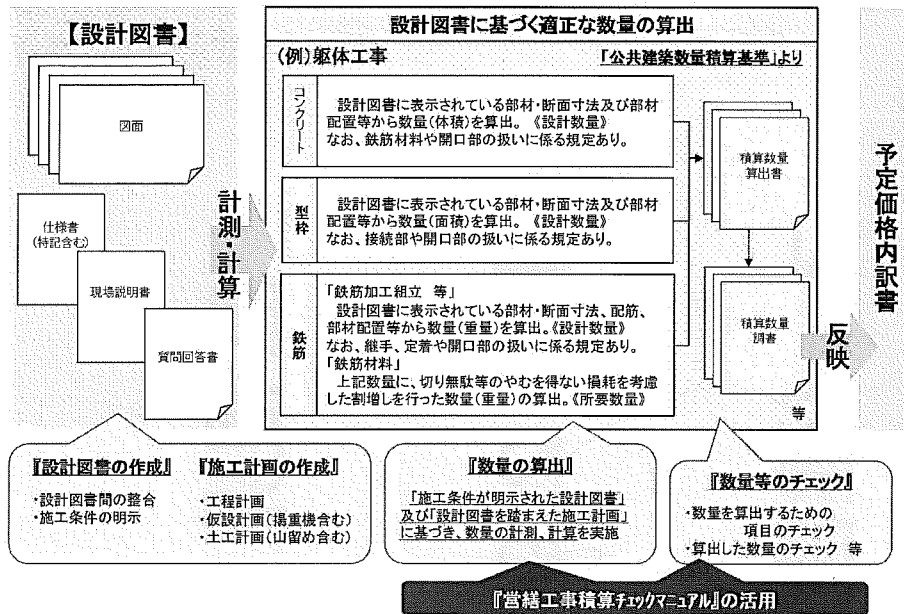 【設計図書】
図面
仕様書
(特記含む)
現場説明書
質問回答書
計測・計算
設計図書に基づく適正な数量の算出
(例)躯体工事
「公共建築数量積算基準」より
コンクリート
設計図書に表示されている部材・断面寸法及び部材
配置等から数量(体積)を算出。《設計数量》
なお、鉄筋材料や開口部の扱いに係る規定あり。
型枠
設計図書に表示されている部材・断面寸法及び部材
配置等から数量(面積)を算出。《設計数量》
なお、接続部や開口部の扱いに係る規定あり。
鉄筋
「鉄筋加工組立 等」
設計図書に表示されている部材・断面寸法、配筋、
部材配置等から数量(重量)を算出。《設計数量》
なお、継手、定着や開口部の扱いに係る規定あり。
「鉄筋材料」
上記数量に、切り無駄等のやむを得ない損耗を考慮
した割増しを行った数量(重量)の算出。《所要数量》
積算数量
算出書
積算数量
調書
等
反映
予定価格内訳書
『設計図書の作成』
・設計図書間の整合
・施工条件の明示
『施工計画の作成』
・工程計画
・仮設計画(揚重機含む)
・土工計画(山留め含む)
『数量の算出』
「施工条件が明示された設計図書」
及び「設計図書を踏まえた施工計画」
に基づき、数量の計測、計算を実施
『数量等のチェック』
・数量を算出するための
項目のチェック
・算出した数量のチェック 等
『営繕工事積算チェックマニュアル』の活用